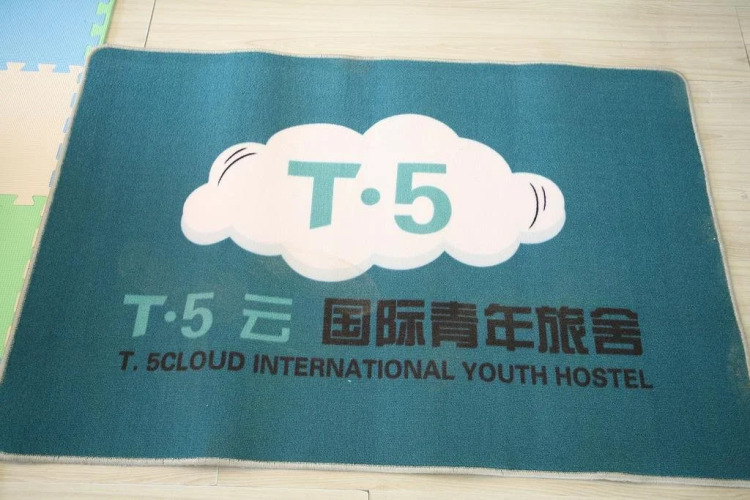 T·5
T·5 云 国际青年旅舍
T. 5CLOUD INTERNATIONAL YOUTH HOSTEL